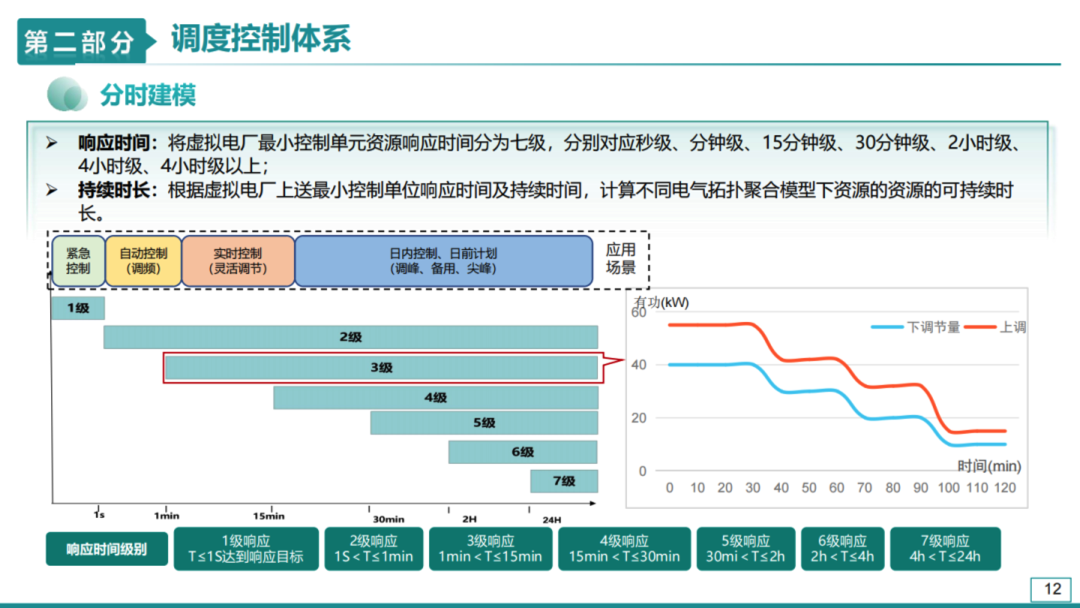 第二部分
调度控制体系
分时建模
➢ 响应时间：将虚拟电厂最小控制单元资源响应时间分为七级，分别对应秒级、分钟级、15分钟级、30分钟级、2小时级、
4小时级、4小时级以上；
➢ 持续时长：根据虚拟电厂上送最小控制单位响应时间及持续时间，计算不同电气拓扑聚合模型下资源的资源的可持续时
长。
紧急
控制
自动控制
(调频)
实时控制
(灵活调节)
日内控制、日前计划
(调峰、备用、尖峰)
应用
场景
1级
2级
3级
4级
5级
6级
7级
1s
1min
15min
30min
2H
24H
有功(kW)
下调节量
上调
60
40
20
0
0 10 20 30 40 50 60 70 80 90 100 110 120
时间(min)
响应时间级别
1级响应
T≤1S达到响应目标
2级响应
1S＜T≤1min
3级响应
1min＜T≤15min
4级响应
15min＜T≤30min
5级响应
30mi＜T≤2h
6级响应
2h＜T≤4h
7级响应
4h＜T≤24h
12